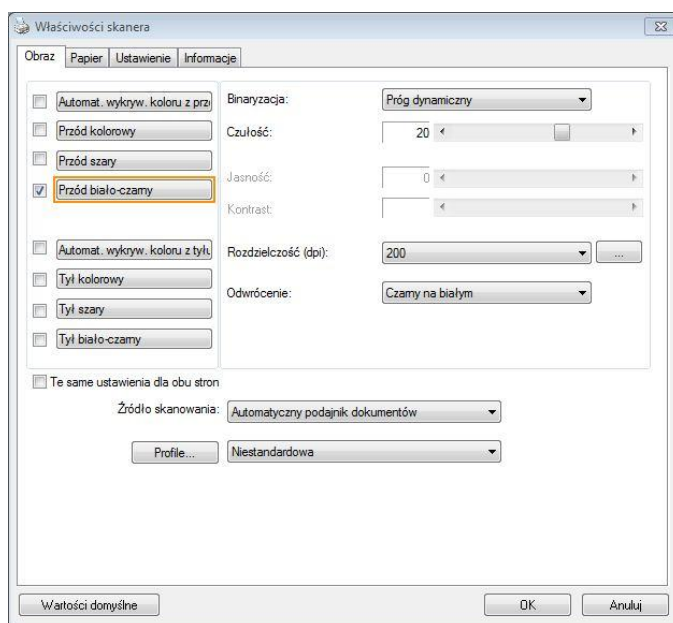 Właściwości skanera
Obraz Papier Ustawienie Informacje
Automat. wykryw. koloru z prz
Przód kolorowy
Przód szary
Przód biało-czarny
Automat. wykryw. koloru z tyłu
Tył kolorowy
Tył szary
Tył biało-czarny
Binaryzacja: Próg dynamiczny
Czułość: 20
Jasność: 0
Kontrast:
Rozdzielczość (dpi): 200 ...
Odwrócenie: Czarny na białym
Te same ustawienia dla obu stron
Źródło skanowania: Automatyczny podajnik dokumentów
Profile... Niestandardowa
Wartości domyślne OK Anuluj